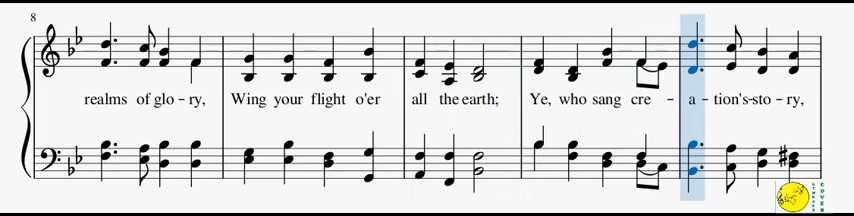 8
realms of glo – ry, Wing your flight o'er all the earth; Ye, who sang cre – a – tion's–sto – ry,